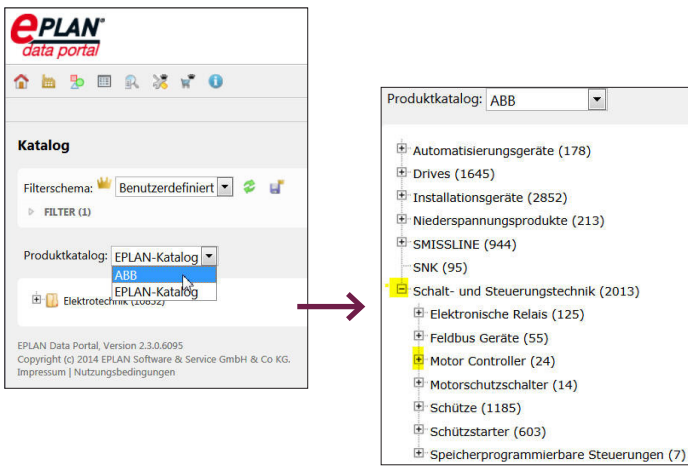 ePLAN®
data portal
Katalog
Filterschema: Benutzerdefiniert
FILTER (1)
Produktkatalog: EPLAN-Katalog
ABB
EPLAN-Katalog
Elektrotechnik (10852)
EPLAN Data Portal, Version 2.3.0.6095
Copyright (c) 2014 EPLAN Software & Service GmbH & Co KG.
Impressum | Nutzungsbedingungen
Produktkatalog: ABB
Automatisierungsgeräte (178)
Drives (1645)
Installationsgeräte (2852)
Niederspannungsprodukte (213)
SMISSLINE (944)
SNK (95)
Schalt- und Steuerungstechnik (2013)
Elektronische Relais (125)
Feldbus Geräte (55)
Motor Controller (24)
Motorschutzschalter (14)
Schütze (1185)
Schützstarter (603)
Speicherprogrammierbare Steuerungen (7)